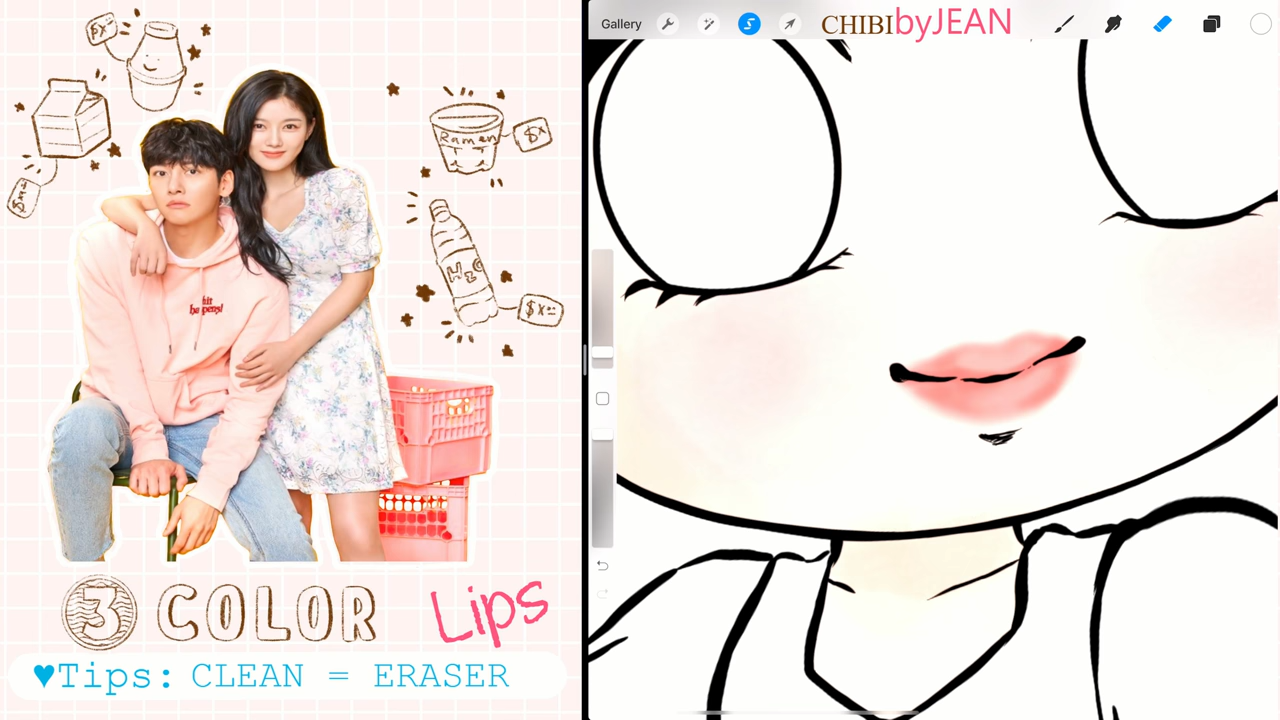 Gallery
CHIBIbyJEAN
Ramen
H2O
3 COLOR Lips
♥Tips: CLEAN = ERASER